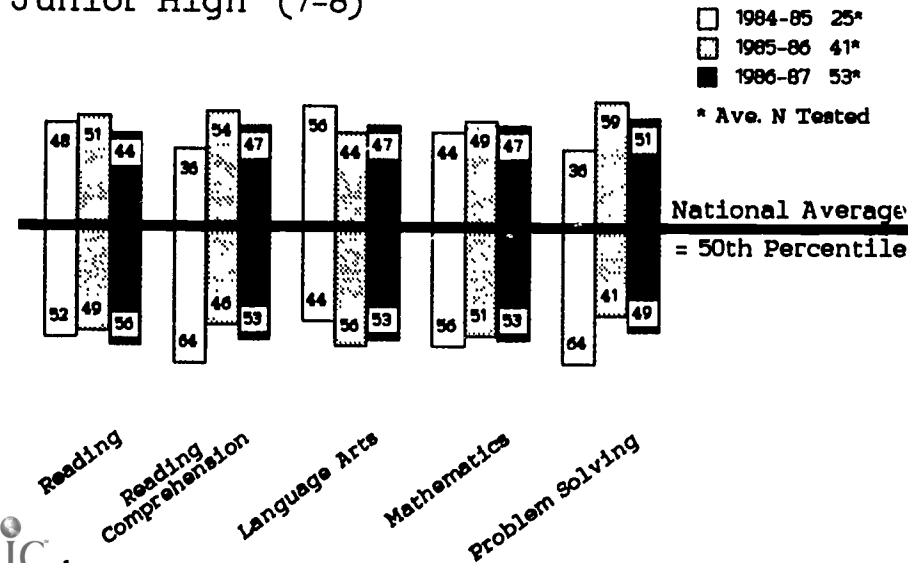 Junior High (7-8)
1984-85 25*
1985-86 41*
1986-87 53*
* Ave. N Tested
48 51 44
36 54 47
56 44 47
44 49 47
36 59 51
National Average
= 50th Percentile
52 49 56
64 46 53
44 56 53
56 51 53
64 41 49
Reading
Reading
Comprehension
Language Arts
Mathematics
Problem Solving